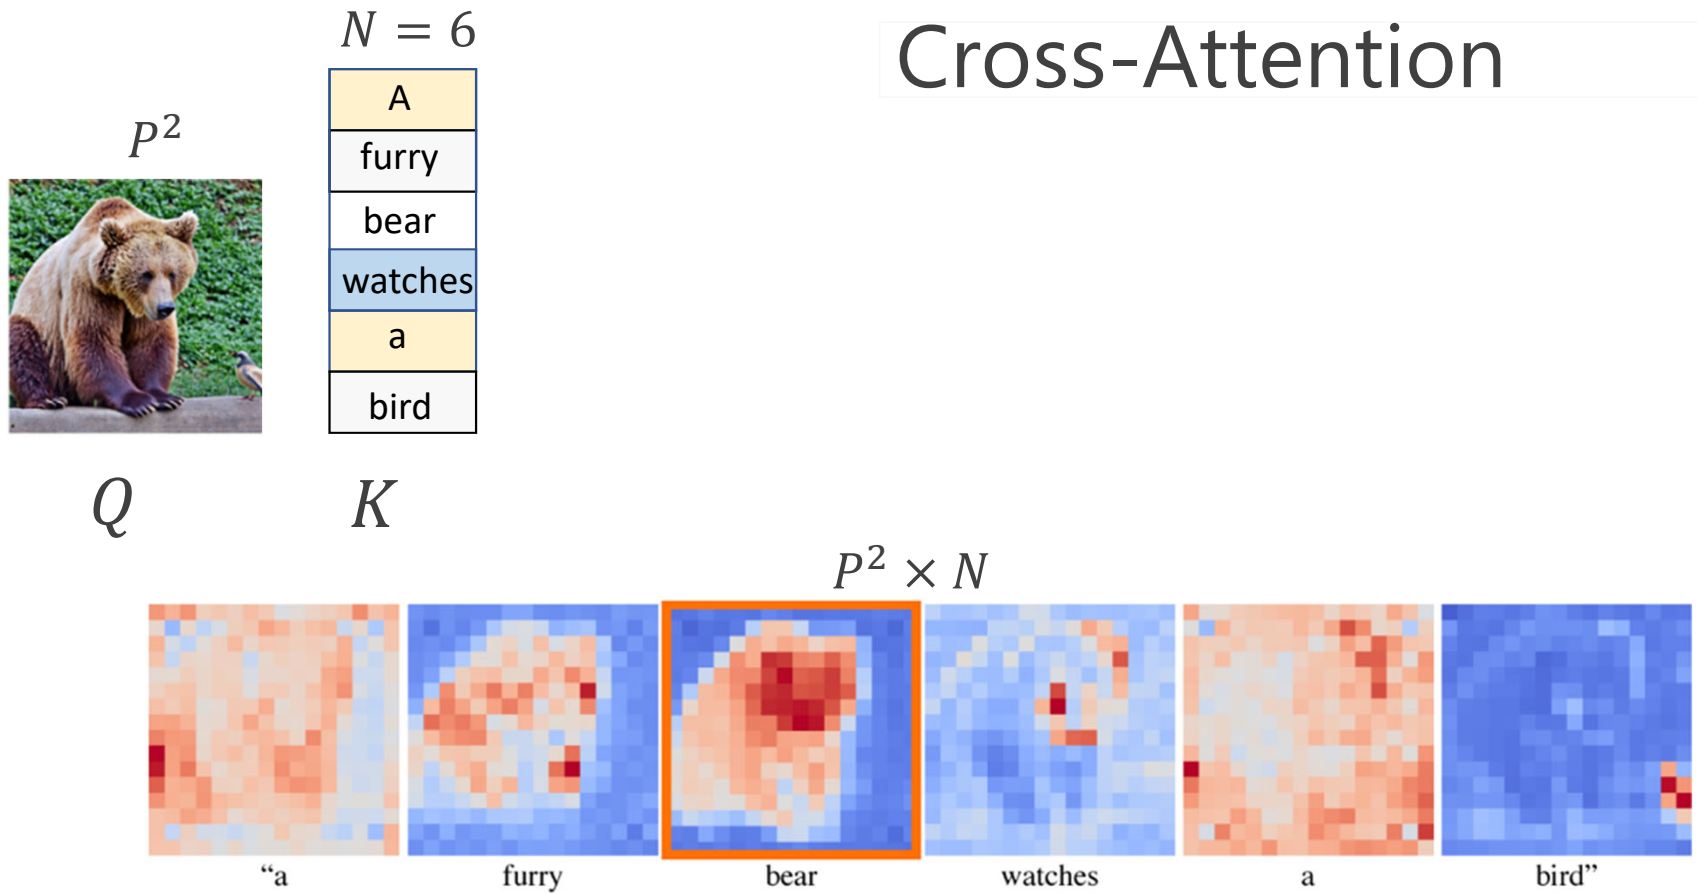 Cross-Attention
N = 6
P²
A
furry
bear
watches
a
bird
Q
K
P² × N
“a
furry
bear
watches
a
bird”